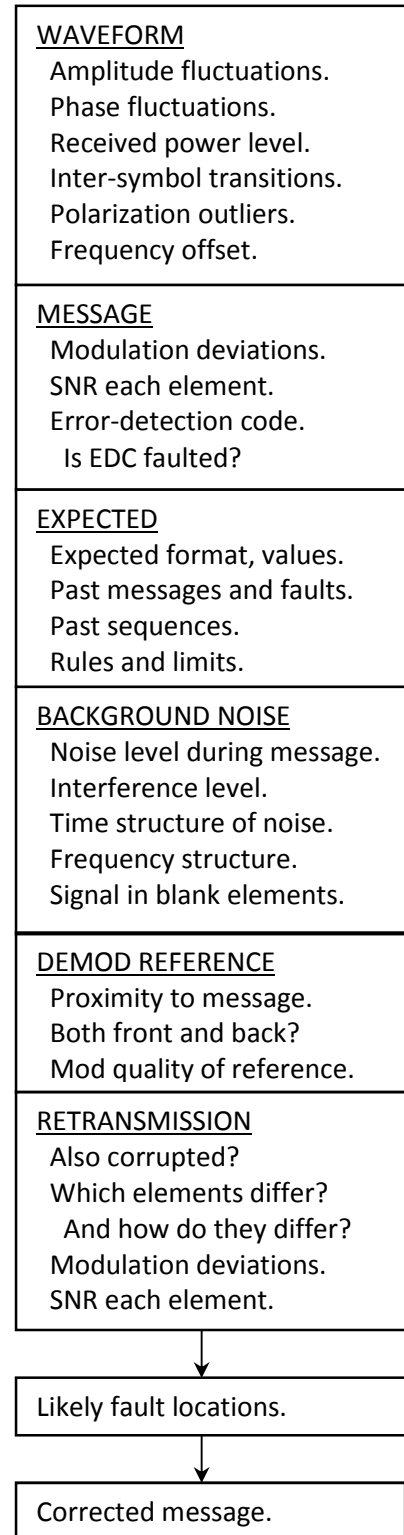 WAVEFORM
Amplitude fluctuations.
Phase fluctuations.
Received power level.
Inter-symbol transitions.
Polarization outliers.
Frequency offset.
MESSAGE
Modulation deviations.
SNR each element.
Error-detection code.
Is EDC faulted?
EXPECTED
Expected format, values.
Past messages and faults.
Past sequences.
Rules and limits.
BACKGROUND NOISE
Noise level during message.
Interference level.
Time structure of noise.
Frequency structure.
Signal in blank elements.
DEMOD REFERENCE
Proximity to message.
Both front and back?
Mod quality of reference.
RETRANSMISSION
Also corrupted?
Which elements differ?
And how do they differ?
Modulation deviations.
SNR each element.
Likely fault locations.
Corrected message.